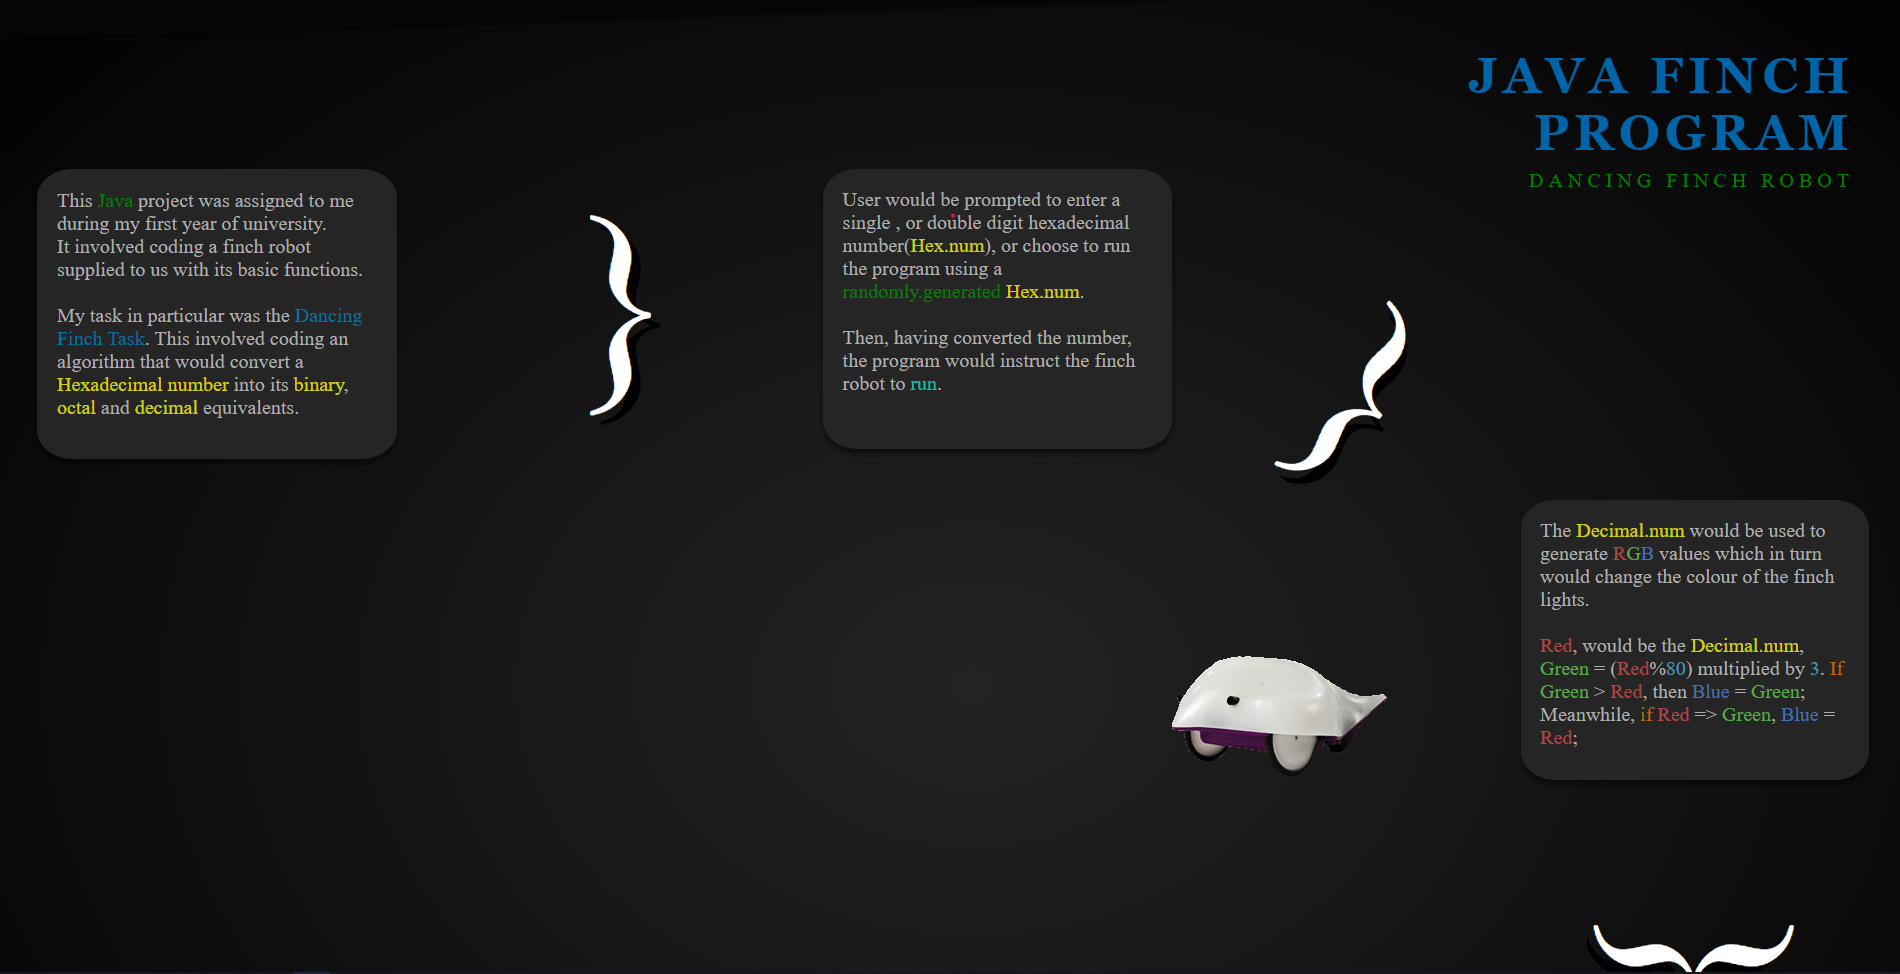 JAVA FINCH
PROGRAM
DANCING FINCH ROBOT
This Java project was assigned to me
during my first year of university.
It involved coding a finch robot
supplied to us with its basic functions.
My task in particular was the Dancing
Finch Task. This involved coding an
algorithm that would convert a
Hexadecimal number into its binary,
octal and decimal equivalents.
}
User would be prompted to enter a
single , or double digit hexadecimal
number(Hex.num), or choose to run
the program using a
randomly.generated Hex.num.
Then, having converted the number,
the program would instruct the finch
robot to run.
}
The Decimal.num would be used to
generate RGB values which in turn
would change the colour of the finch
lights.
Red, would be the Decimal.num,
Green = (Red%80) multiplied by 3. If
Green > Red, then Blue = Green;
Meanwhile, if Red => Green, Blue =
Red;
}